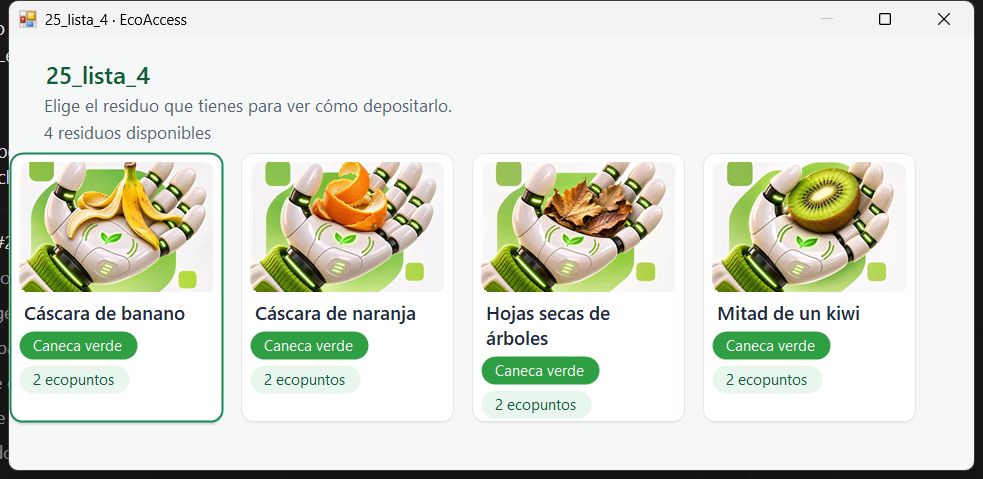 25_lista_4 · EcoAccess
25_lista_4
Elige el residuo que tienes para ver cómo depositarlo.
4 residuos disponibles
Cáscara de banano
Caneca verde
2 ecopuntos
Cáscara de naranja
Caneca verde
2 ecopuntos
Hojas secas de
árboles
Caneca verde
2 ecopuntos
Mitad de un kiwi
Caneca verde
2 ecopuntos